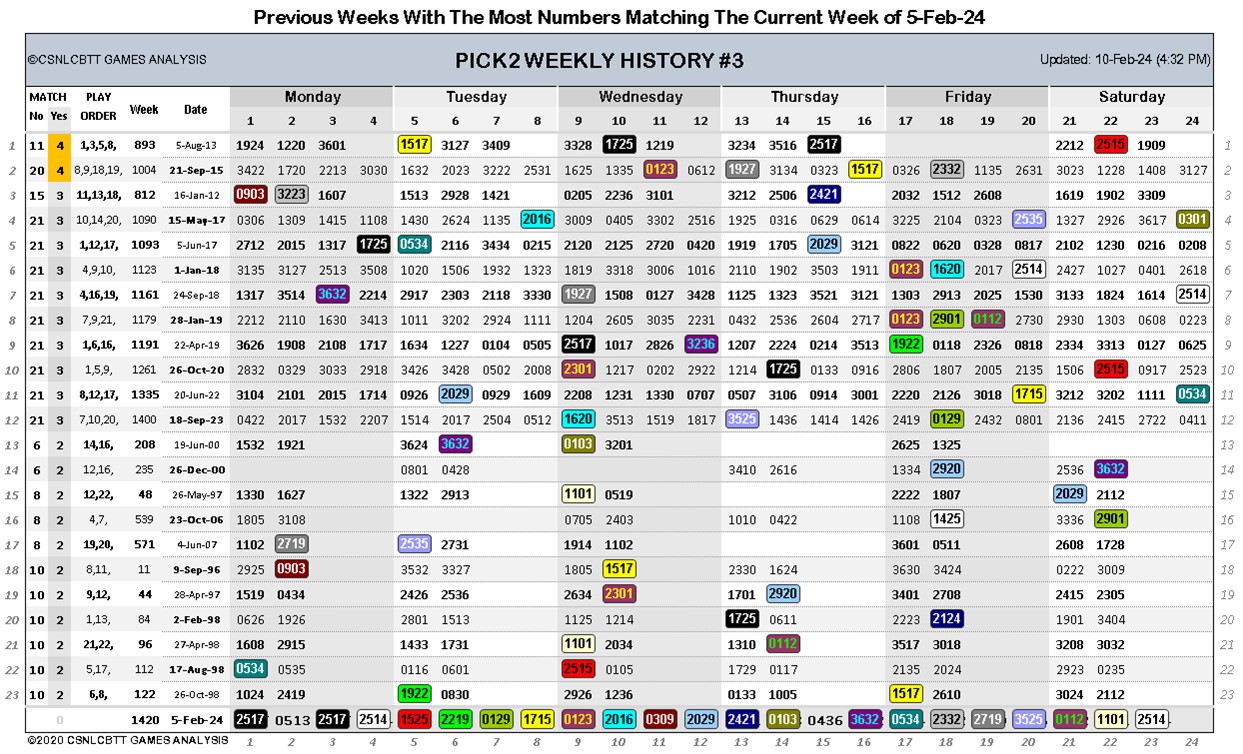 Previous Weeks With The Most Numbers Matching The Current Week of 5-Feb-24
©CSNLCBTT GAMES ANALYSIS PICK2 WEEKLY HISTORY #3 Updated: 10-Feb-24 (4:32 PM)
MATCH PLAY Week Date Monday Tuesday Wednesday Thursday Friday Saturday
No Yes ORDER 1 2 3 4 5 6 7 8 9 10 11 12 13 14 15 16 17 18 19 20 21 22 23 24
1 11 4 1,3,5,8, 893 5-Aug-13 1924 1220 3601 1517 3127 3409 3328 1725 1219 3234 3516 2517 2212 2515 1909 1
2 20 4 8,9,18,19, 1004 21-Sep-15 3422 1720 2213 3030 1632 2023 3222 2531 1625 1335 0123 0612 1927 3134 0323 1517 0326 2332 1135 2631 3023 1228 1408 3127 2
3 15 3 11,13,18, 812 16-Jan-12 0903 3223 1607 1513 2928 1421 0205 2236 3101 3212 2506 2421 2032 1512 2608 1619 1902 3309 3
4 21 3 10,14,20, 1090 15-May-17 0306 1309 1415 1108 1430 2624 1135 2016 3009 0405 3302 2516 1925 0316 0629 0614 3225 2104 0323 2535 1327 2926 3617 0301 4
5 21 3 1,12,17, 1093 5-Jun-17 2712 2015 1317 1725 0534 2116 3434 0215 2120 2125 2720 0420 1919 1705 2029 3121 0822 0620 0328 0817 2102 1230 0216 0208 5
6 21 3 4,9,10, 1123 1-Jan-18 3135 3127 2513 3508 1020 1506 1932 1323 1819 3318 3006 1016 2110 1902 3503 1911 0123 1620 2017 2514 2427 1027 0401 2618 6
7 21 3 4,16,19, 1161 24-Sep-18 1317 3514 3632 2214 2917 2303 2118 3330 1927 1508 0127 3428 1125 1323 3521 3121 1303 2913 2025 1530 3133 1824 1614 2514 7
8 21 3 7,9,21, 1179 28-Jan-19 2212 2110 1630 3413 1011 3202 2924 1111 1204 2605 3035 2231 0432 2536 2604 2717 0123 2901 0112 2730 2930 1303 0608 0223 8
9 21 3 1,6,16, 1191 22-Apr-19 3626 1908 2108 1717 1634 1227 0104 0505 2517 1017 2826 3236 1207 2224 0214 3513 1922 0118 2326 0818 2334 3313 0127 0625 9
10 21 3 1,5,9, 1261 26-Oct-20 2832 0329 3033 2918 3426 3428 0502 2008 2301 1217 0202 2922 1214 1725 0133 0916 2806 1807 2005 2135 1506 2515 0917 2523 10
11 21 3 8,12,17, 1335 20-Jun-22 3104 2101 2015 1714 0926 2029 0929 1609 2208 1231 1330 0707 0507 3106 0914 3001 2220 2126 3018 1715 3212 3202 1111 0534 11
12 21 3 7,10,20, 1400 18-Sep-23 0422 2017 1532 2207 1514 2017 2504 0512 1620 3513 1519 1817 3525 1436 1414 1426 2419 0129 2432 0801 2136 2415 2722 0411 12
13 6 2 14,16, 208 19-Jun-00 1532 1921 3624 3632 0103 3201 2625 1325 13
14 6 2 12,16, 235 26-Dec-00 0801 0428 3410 2616 1334 2920 2536 3632 14
15 8 2 12,22, 48 26-May-97 1330 1627 1322 2913 1101 0519 2222 1807 2029 2112 15
16 8 2 4,7, 539 23-Oct-06 1805 3108 0705 2403 1010 0422 1108 1425 3336 2901 16
17 8 2 19,20, 571 4-Jun-07 1102 2719 2535 2731 1914 1102 3601 0511 2608 1728 17
18 10 2 8,11, 11 9-Sep-96 2925 0903 3532 3327 1805 1517 2330 1624 3630 3424 0222 3009 18
19 10 2 9,12, 44 28-Apr-97 1519 0434 2426 2536 2634 2301 1701 2920 3401 2708 2415 2305 19
20 10 2 1,13, 84 2-Feb-98 0626 1926 2801 1513 1125 1214 1725 0611 2223 2124 1901 3404 20
21 10 2 21,22, 96 27-Apr-98 1608 2915 1433 1731 1101 2034 1310 0112 3517 3018 3208 3032 21
22 10 2 5,17, 112 17-Aug-98 0534 0535 0116 0601 2515 0105 1729 0117 2135 2024 2923 0235 22
23 10 2 6,8, 122 26-Oct-98 1024 2419 1922 0830 2926 1236 0133 1005 1517 2610 3024 2112 23
0 1420 5-Feb-24 2517 0513 2517 2514 1525 2219 0129 1715 0123 2016 0309 2029 2421 0103 0436 3632 0534 2332 2719 3525 0112 1101 2514
©2020 CSNLCBTT GAMES ANALYSIS 1 2 3 4 5 6 7 8 9 10 11 12 13 14 15 16 17 18 19 20 21 22 23 24